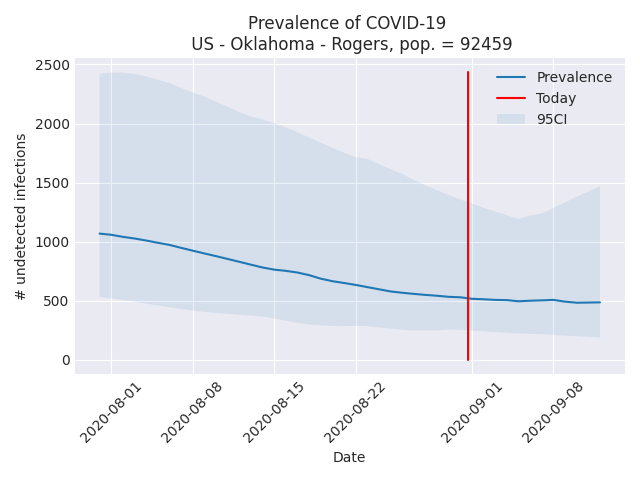 Prevalence of COVID-19
US - Oklahoma - Rogers, pop. = 92459
2500
2000
1500
1000
500
0
# undetected infections
Prevalence
Today
95CI
2020-08-01
2020-08-08
2020-08-15
2020-08-22
2020-09-01
2020-09-08
Date